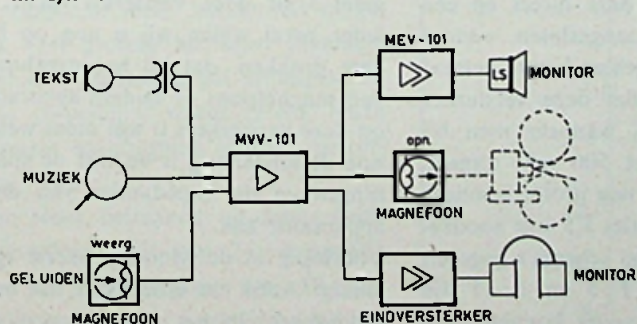 MEV-101
TEKST
LS
MONITOR
MVV-101
opn.
MUZIEK
MAGNEFOON
weerg.
GELUIDEN
MONITOR
MAGNEFOON
EINDVERSTERKER